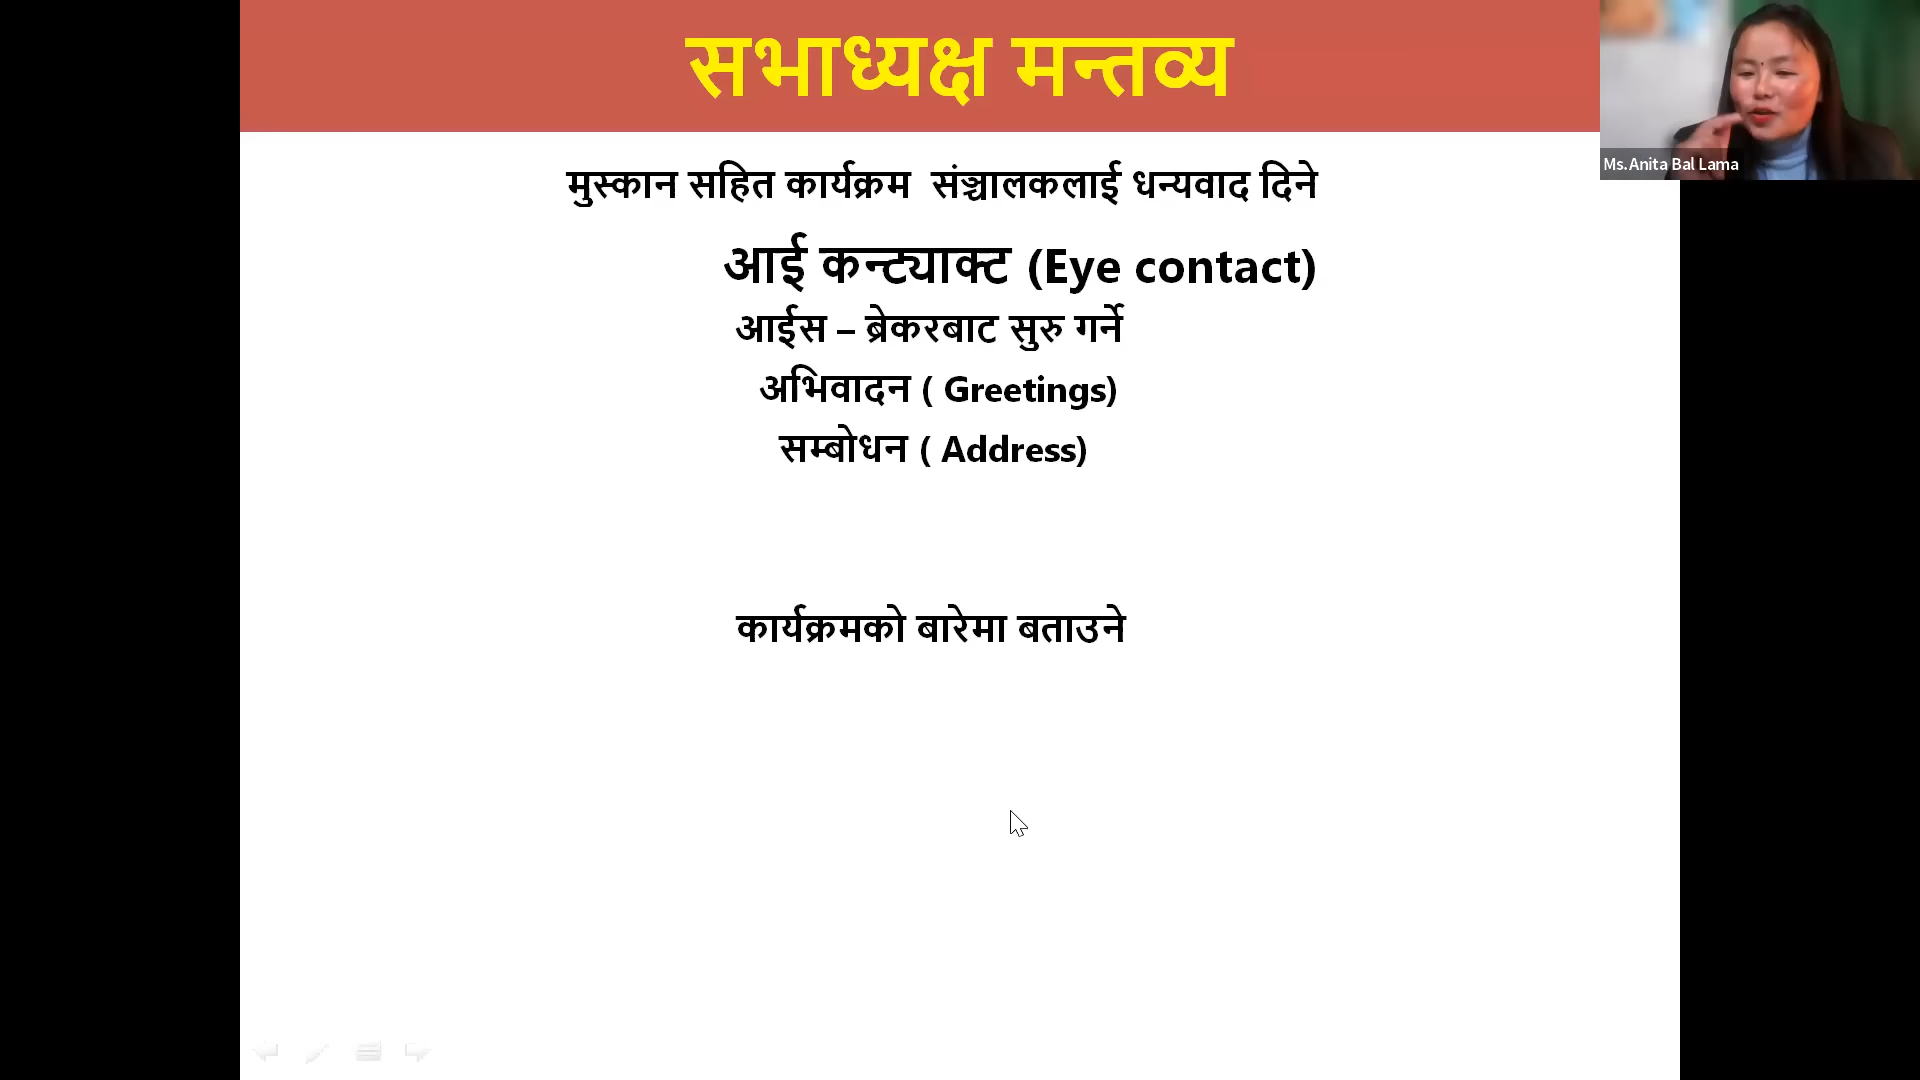 सभाध्यक्ष मन्तव्य
Ms. Anita Bal Lama
मुस्कान सहित कार्यक्रम संञ्चालकलाई धन्यवाद दिने
आई कन्ट्याक्ट (Eye contact)
आईस – ब्रेकरबाट सुरु गर्ने
अभिवादन ( Greetings)
सम्बोधन ( Address)
कार्यक्रमको बारेमा बताउने